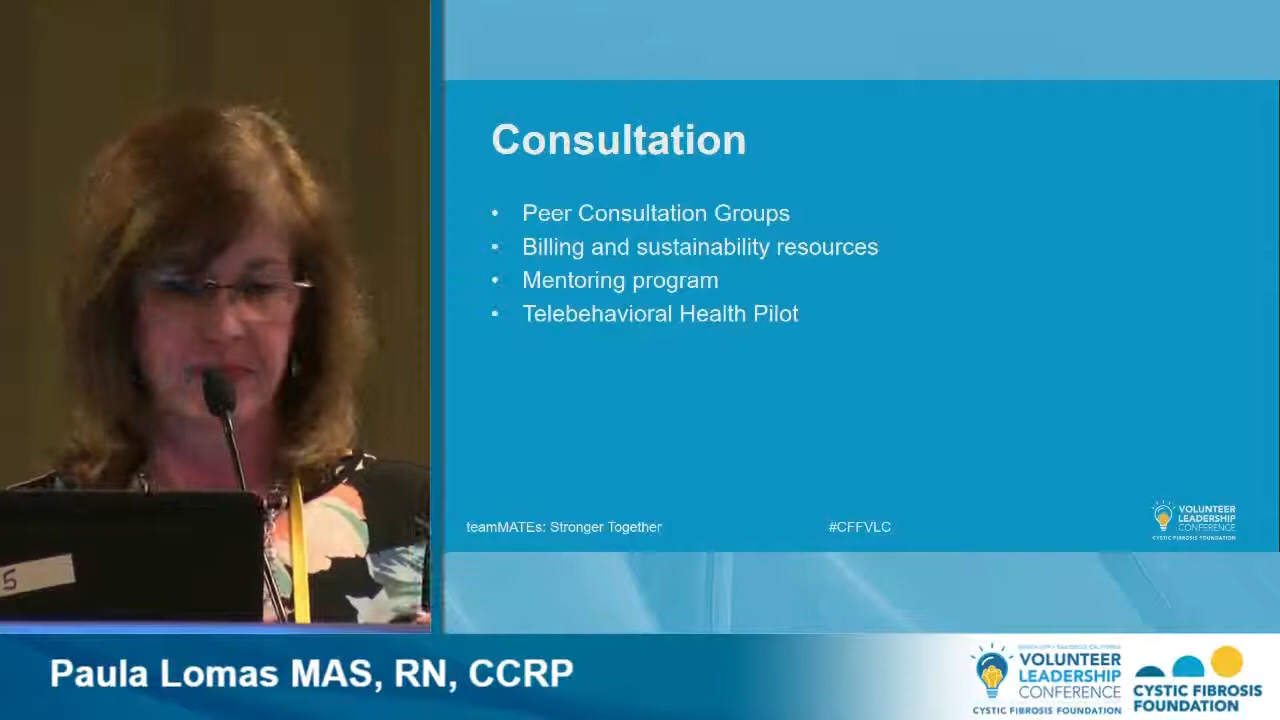 Consultation
• Peer Consultation Groups
• Billing and sustainability resources
• Mentoring program
• Telebehavioral Health Pilot
teamMATEs: Stronger Together
#CFFVLC
VOLUNTEER
LEADERSHIP
CONFERENCE
CYSTIC FIBROSIS FOUNDATION
5
Paula Lomas MAS, RN, CCRP
VOLUNTEER
LEADERSHIP
CONFERENCE
CYSTIC FIBROSIS FOUNDATION
CYSTIC FIBROSIS
FOUNDATION